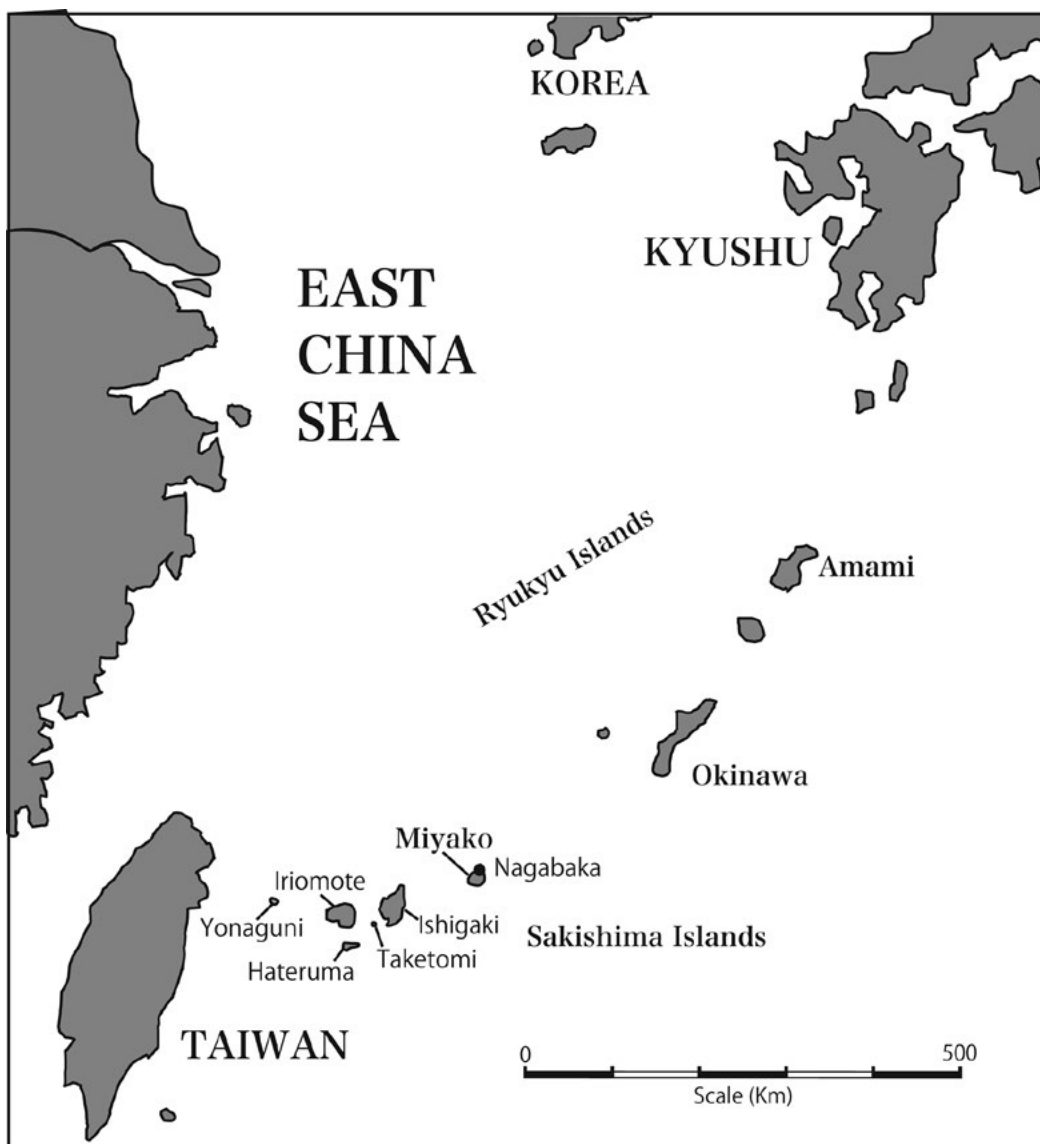 KOREA
KYUSHU
EAST
CHINA
SEA
Ryukyu Islands
Amami
Okinawa
Miyako
Nagabaka
Iriomote
Yonaguni
Ishigaki
Sakishima Islands
Hateruma
Taketomi
TAIWAN
0 500
Scale (Km)